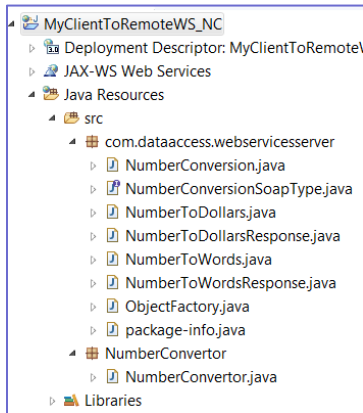 MyClientToRemoteWS_NC
Deployment Descriptor: MyClientToRemoteW
JAX-WS Web Services
Java Resources
src
com.dataaccess.webservicesserver
NumberConversion.java
NumberConversionSoapType.java
NumberToDollars.java
NumberToDollarsResponse.java
NumberToWords.java
NumberToWordsResponse.java
ObjectFactory.java
package-info.java
NumberConvertor
NumberConvertor.java
Libraries